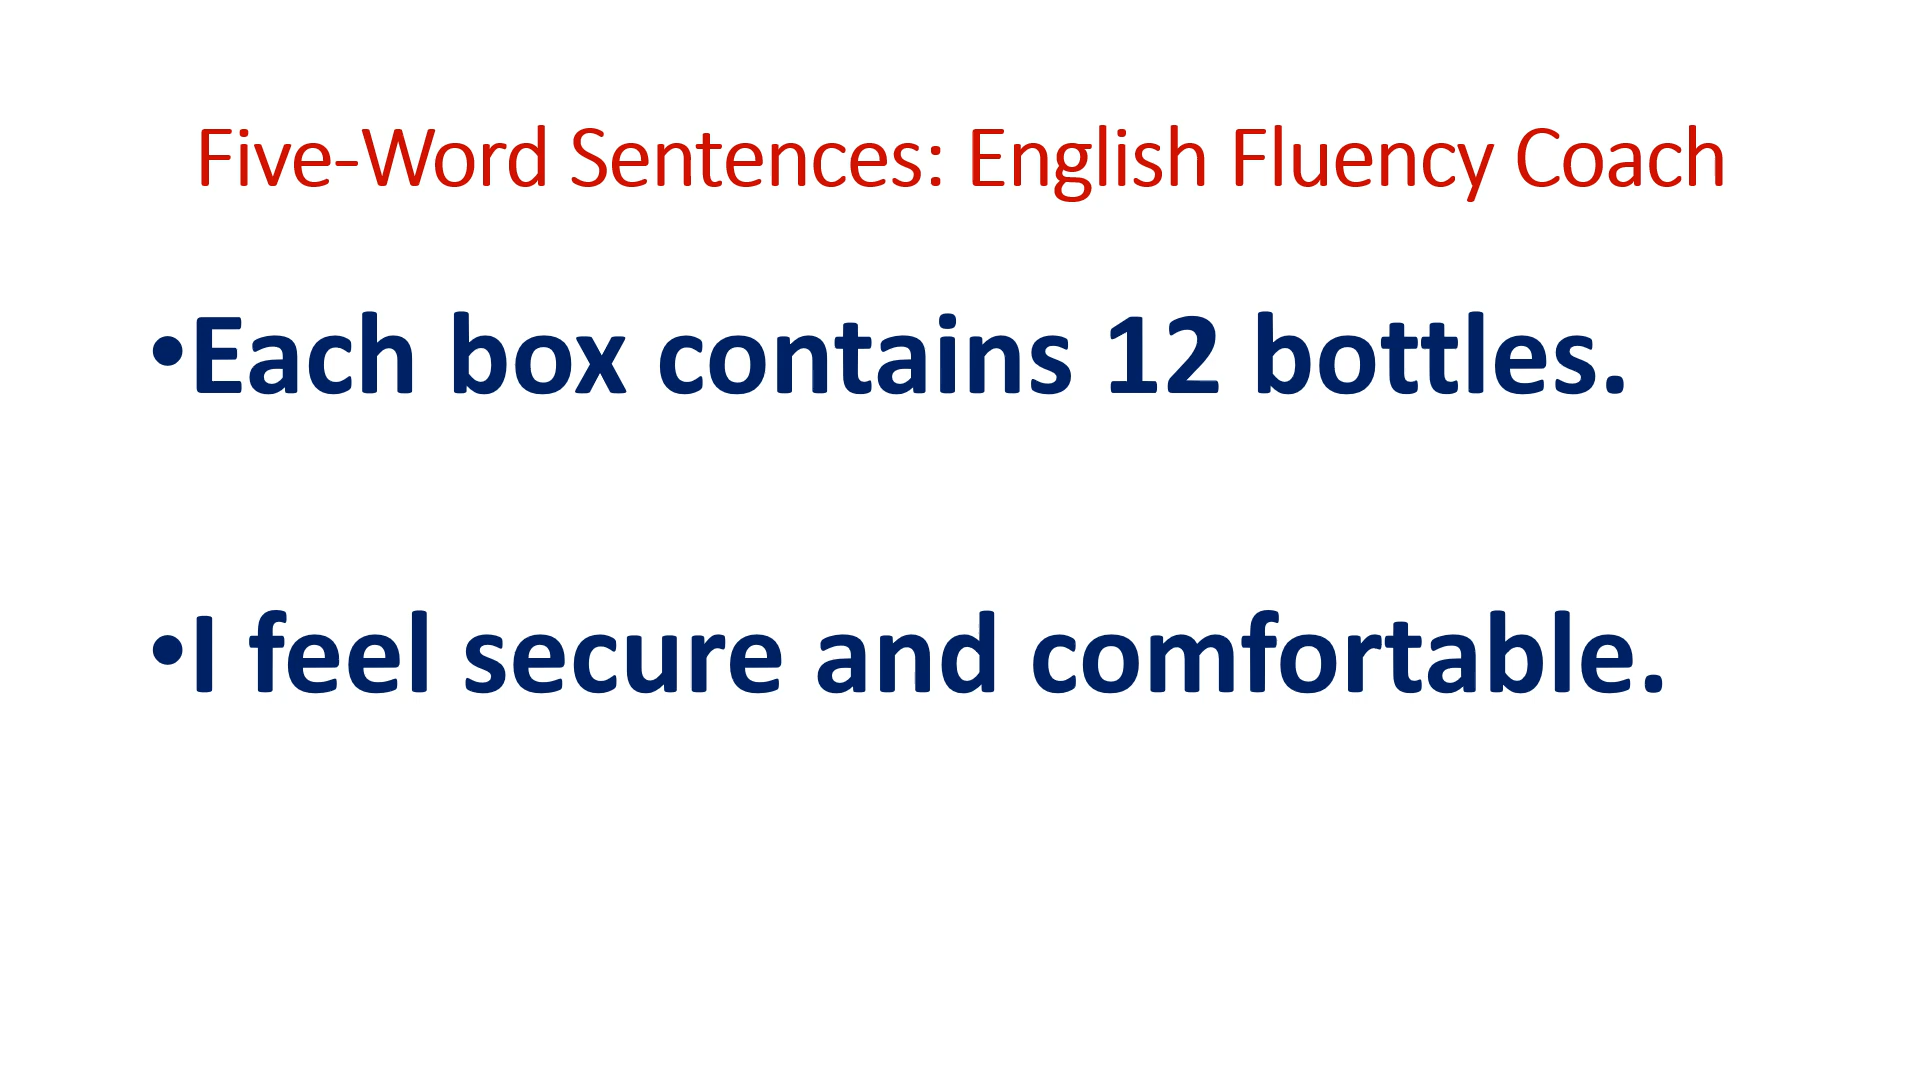 Five-Word Sentences: English Fluency Coach
•Each box contains 12 bottles.
•I feel secure and comfortable.